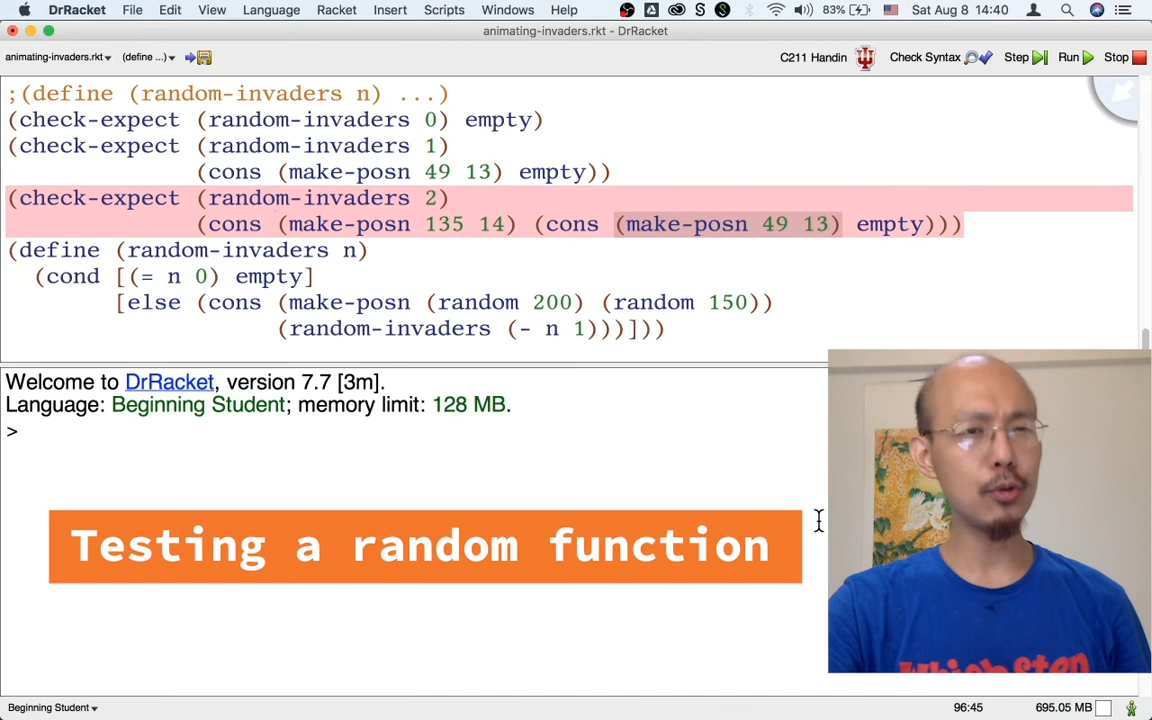 DrRacket File Edit View Language Racket Insert Scripts Windows Help 83% Sat Aug 8 14:40
animating-invaders.rkt - DrRacket
animating-invaders.rkt (define ...) C211 Handin Check Syntax Step Run Stop
;(define (random-invaders n) ...)
(check-expect (random-invaders 0) empty)
(check-expect (random-invaders 1)
(cons (make-posn 49 13) empty))
(check-expect (random-invaders 2)
(cons (make-posn 135 14) (cons (make-posn 49 13) empty)))
(define (random-invaders n)
(cond [(= n 0) empty]
[else (cons (make-posn (random 200) (random 150))
(random-invaders (- n 1)))]))
Welcome to DrRacket, version 7.7 [3m].
Language: Beginning Student; memory limit: 128 MB.
>
Testing a random function
Which Step
Beginning Student 96:45 695.05 MB